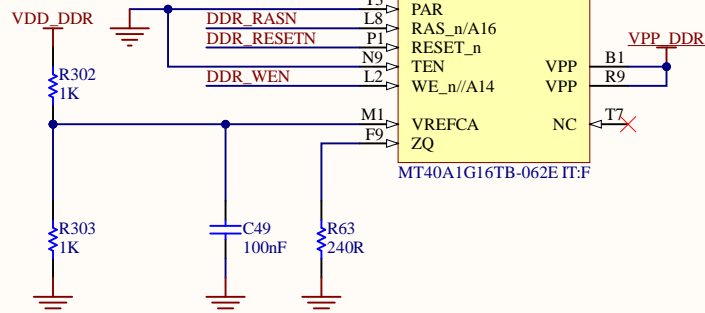 PAR
VDD_DDR
DDR_RASN L8 RAS_n/A16
DDR_RESETN P1 RESET_n
VPP_DDR
N9 TEN VPP B1
R302
DDR_WEN L2 WE_n//A14 VPP R9
1K
M1 VREFCA NC T7
F9 ZQ
MT40A1G16TB-062E IT:F
R303 C49 R63
1K 100nF 240R